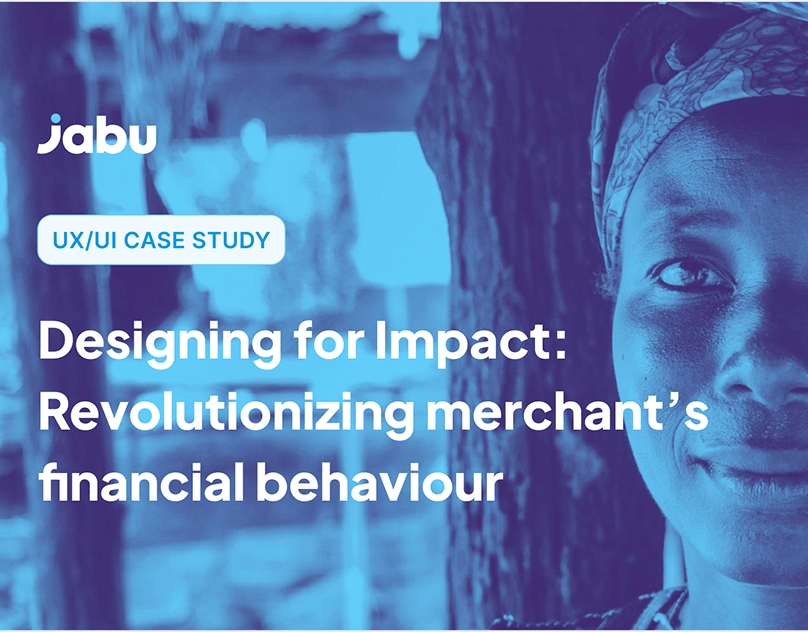 jabu
UX/UI CASE STUDY
Designing for Impact:
Revolutionizing merchant’s
financial behaviour